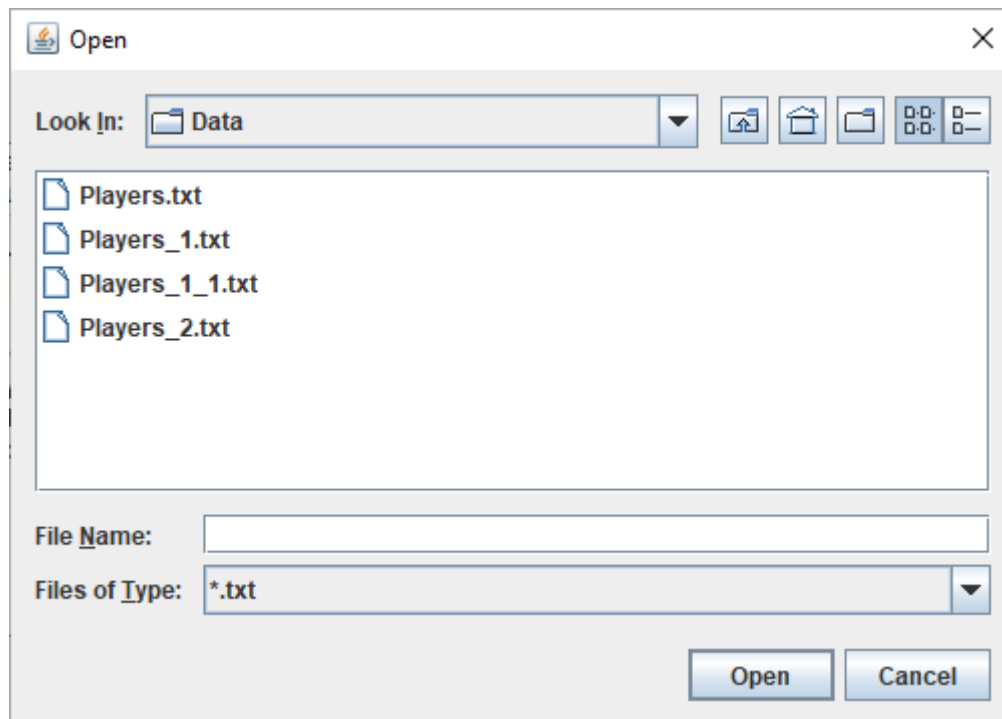 Open
Look In: Data
Players.txt
Players_1.txt
Players_1_1.txt
Players_2.txt
File Name:
Files of Type: *.txt
Open Cancel